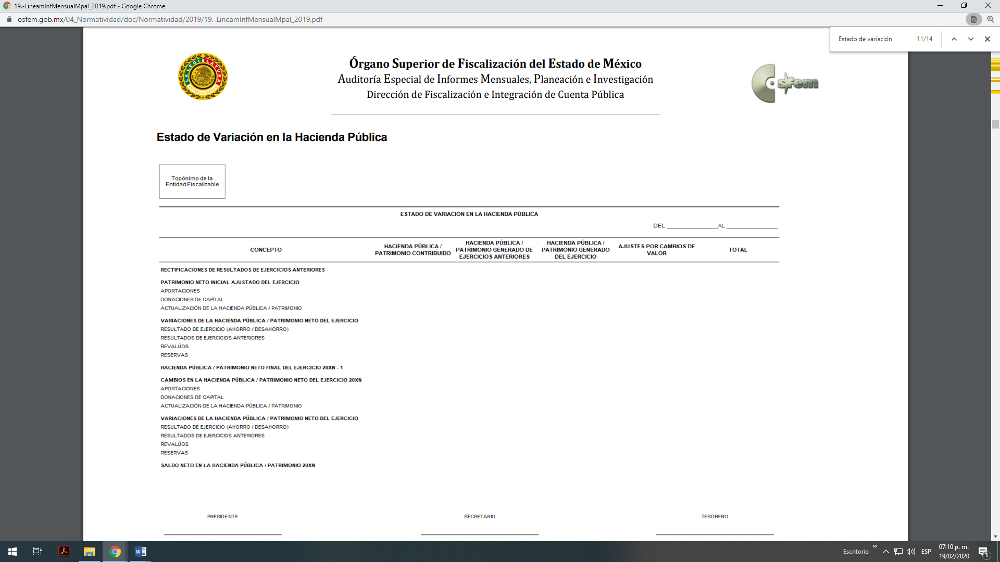 19.-LineamInfMensualMpal_2019.pdf - Google Chrome
osfem.gob.mx/04_Normatividad/doc/Normatividad/2019/19.-LineamInfMensualMpal_2019.pdf
Estado de variación 11/14
LX LEGISLATURA
ESTADO DE MÉXICO
Órgano Superior de Fiscalización del Estado de México
Auditoría Especial de Informes Mensuales, Planeación e Investigación
Dirección de Fiscalización e Integración de Cuenta Pública
osfem
Estado de Variación en la Hacienda Pública
Topónimo de la
Entidad Fiscalizable
ESTADO DE VARIACIÓN EN LA HACIENDA PÚBLICA
DEL ________________AL ________________
CONCEPTO
HACIENDA PÚBLICA /
PATRIMONIO CONTRIBUIDO
HACIENDA PÚBLICA /
PATRIMONIO GENERADO DE
EJERCICIOS ANTERIORES
HACIENDA PÚBLICA /
PATRIMONIO GENERADO
DEL EJERCICIO
AJUSTES POR CAMBIOS DE
VALOR
TOTAL
RECTIFICACIONES DE RESULTADOS DE EJERCICIOS ANTERIORES
PATRIMONIO NETO INICIAL AJUSTADO DEL EJERCICIO
APORTACIONES
DONACIONES DE CAPITAL
ACTUALIZACIÓN DE LA HACIENDA PÚBLICA / PATRIMONIO
VARIACIONES DE LA HACIENDA PÚBLICA / PATRIMONIO NETO DEL EJERCICIO
RESULTADO DE EJERCICIO (AHORRO / DESAHORRO)
RESULTADOS DE EJERCICIOS ANTERIORES
REVALÚOS
RESERVAS
HACIENDA PÚBLICA / PATRIMONIO NETO FINAL DEL EJERCICIO 20XN - 1
CAMBIOS EN LA HACIENDA PÚBLICA / PATRIMONIO NETO DEL EJERCICIO 20XN
APORTACIONES
DONACIONES DE CAPITAL
ACTUALIZACIÓN DE LA HACIENDA PÚBLICA / PATRIMONIO
VARIACIONES DE LA HACIENDA PÚBLICA / PATRIMONIO NETO DEL EJERCICIO
RESULTADO DE EJERCICIO (AHORRO / DESAHORRO)
RESULTADOS DE EJERCICIOS ANTERIORES
REVALÚOS
RESERVAS
SALDO NETO EN LA HACIENDA PÚBLICA / PATRIMONIO 20XN
PRESIDENTE
SECRETARIO
TESORERO
Escritorio
ESP
07:10 p. m.
19/02/2020
1